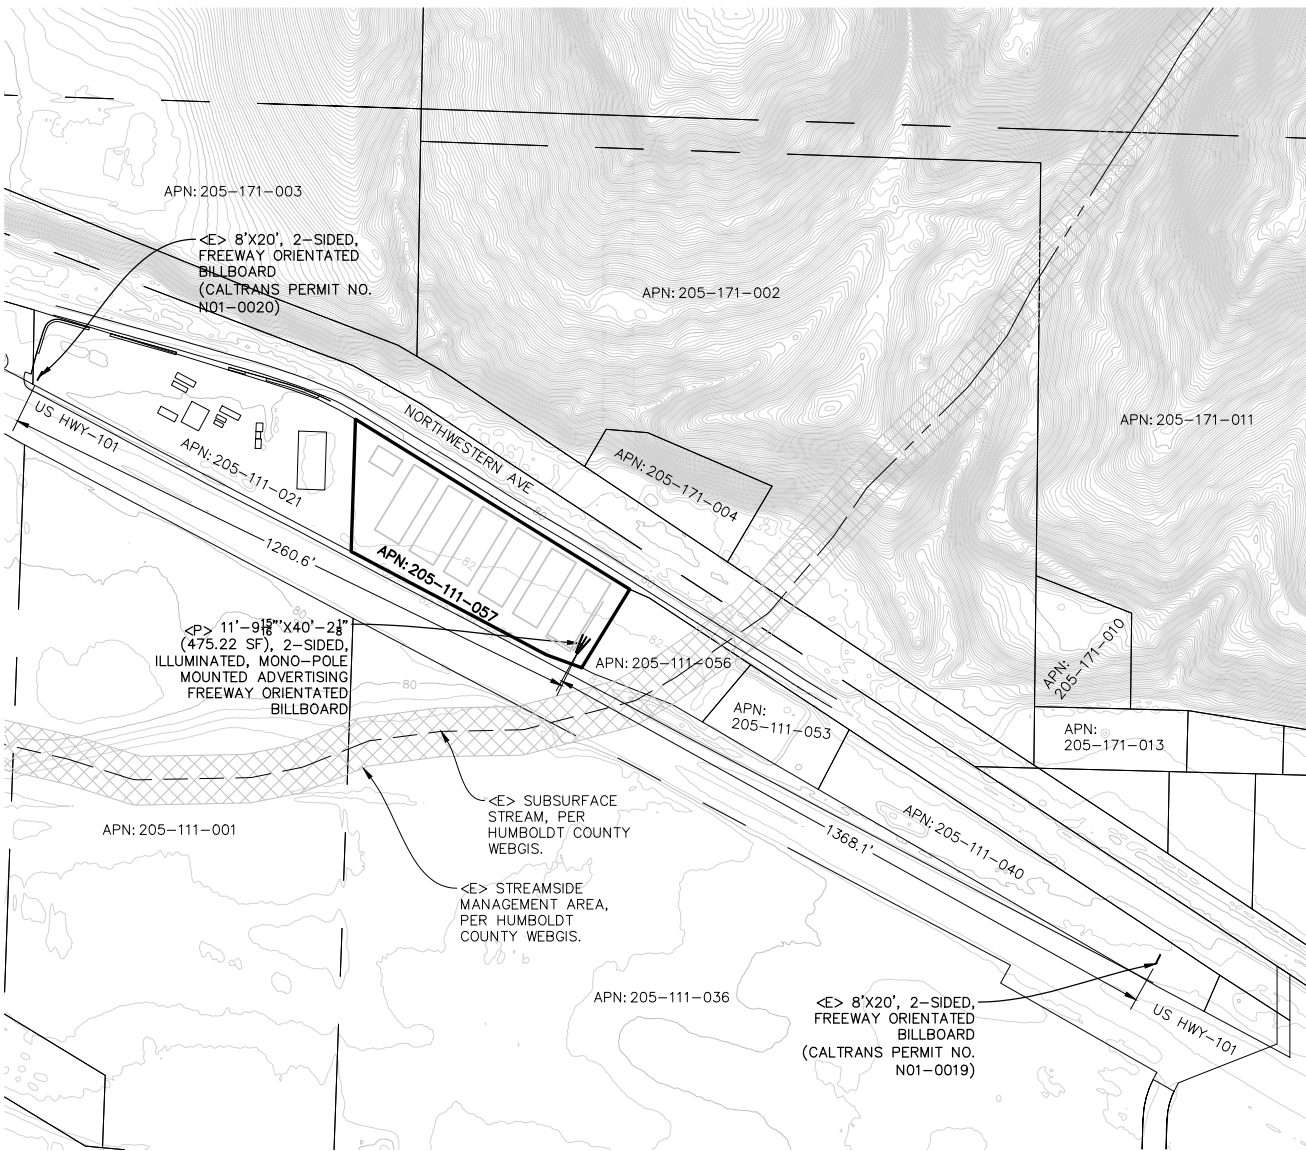 APN: 205-171-003
<E> 8'X20', 2-SIDED,
FREEWAY ORIENTATED
BILLBOARD
(CALTRANS PERMIT NO.
N01-0020)
APN: 205-171-002
APN: 205-171-011
NORTHWESTERN AVE
US HWY-101
APN: 205-111-021
APN: 205-171-004
1260.6'
APN: 205-111-057
82
82
82
80
80
<P> 11'-9 15/16"X40'-2 1/8"
(475.22 SF), 2-SIDED,
ILLUMINATED, MONO-POLE
MOUNTED ADVERTISING
FREEWAY ORIENTATED
BILLBOARD
APN: 205-111-056
APN:
205-171-010
APN:
205-111-053
APN:
205-171-013
<E> SUBSURFACE
STREAM, PER
HUMBOLDT COUNTY
WEBGIS.
APN: 205-111-001
1368.1'
APN: 205-111-040
<E> STREAMSIDE
MANAGEMENT AREA,
PER HUMBOLDT
COUNTY WEBGIS.
APN: 205-111-036
<E> 8'X20', 2-SIDED,
FREEWAY ORIENTATED
BILLBOARD
(CALTRANS PERMIT NO.
N01-0019)
US HWY-101